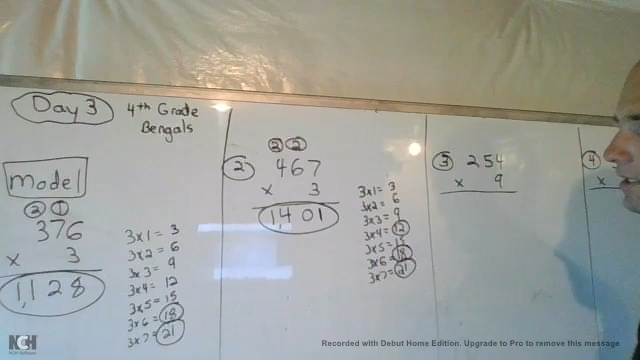 Day 3
4th Grade
Bengals
Model
2 1
376
x 3
1,128
3x1= 3
3x2= 6
3x3= 9
3x4= 12
3x5= 15
3x6= 18
3x7= 21
2
2 2
467
x 3
1,401
3x1= 3
3x2= 6
3x3= 9
3x4= 12
3x5= 15
3x6= 18
3x7= 21
3
254
x 9
4
x
NCH
NCH Software
Recorded with Debut Home Edition. Upgrade to Pro to remove this message